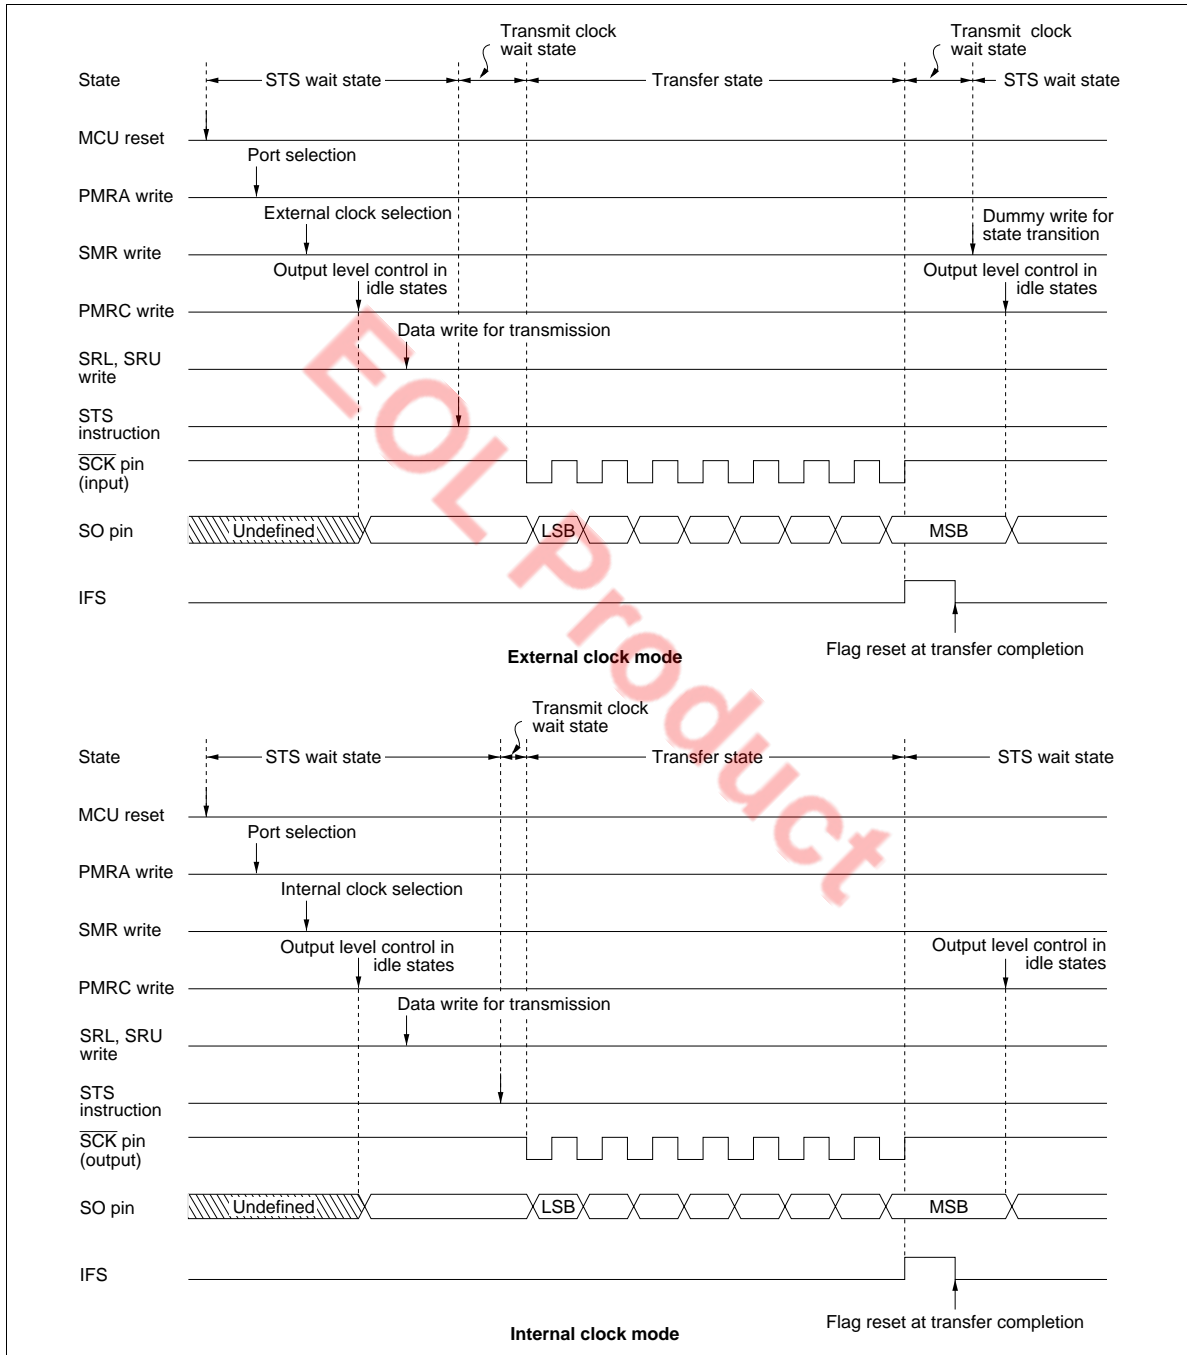 Transmit clock
wait state
Transmit clock
wait state
State
STS wait state
Transfer state
STS wait state
MCU reset
Port selection
PMRA write
External clock selection
Dummy write for
state transition
SMR write
Output level control in
idle states
Output level control in
idle states
PMRC write
Data write for transmission
SRL, SRU
write
STS
instruction
SCK pin
(input)
SO pin
Undefined
LSB
MSB
IFS
Flag reset at transfer completion
External clock mode
EOL Product
Transmit clock
wait state
State
STS wait state
Transfer state
STS wait state
MCU reset
Port selection
PMRA write
Internal clock selection
SMR write
Output level control in
idle states
Output level control in
idle states
PMRC write
Data write for transmission
SRL, SRU
write
STS
instruction
SCK pin
(output)
SO pin
Undefined
LSB
MSB
IFS
Flag reset at transfer completion
Internal clock mode